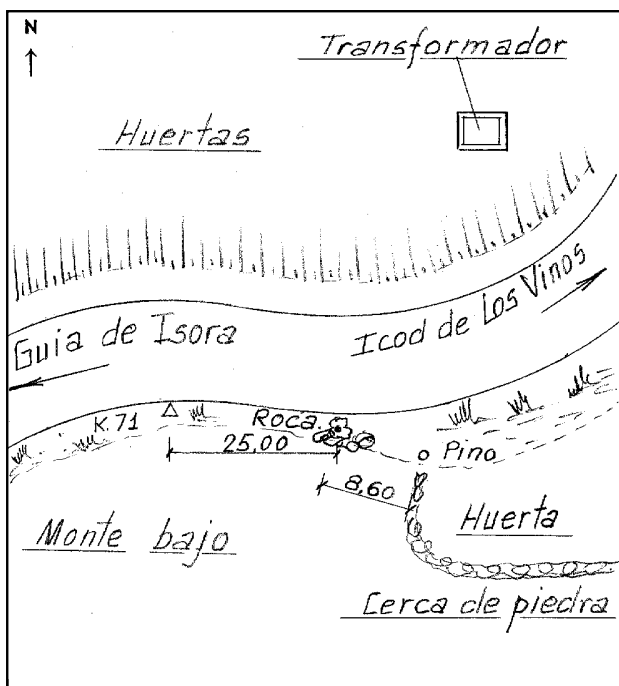 N
Transformador
Huertas
Guia de Isora
Icod de Los Vinos
K.71
Roca.
25,00
Pino
8,60
Huerta
Monte bajo
Cerca de piedra